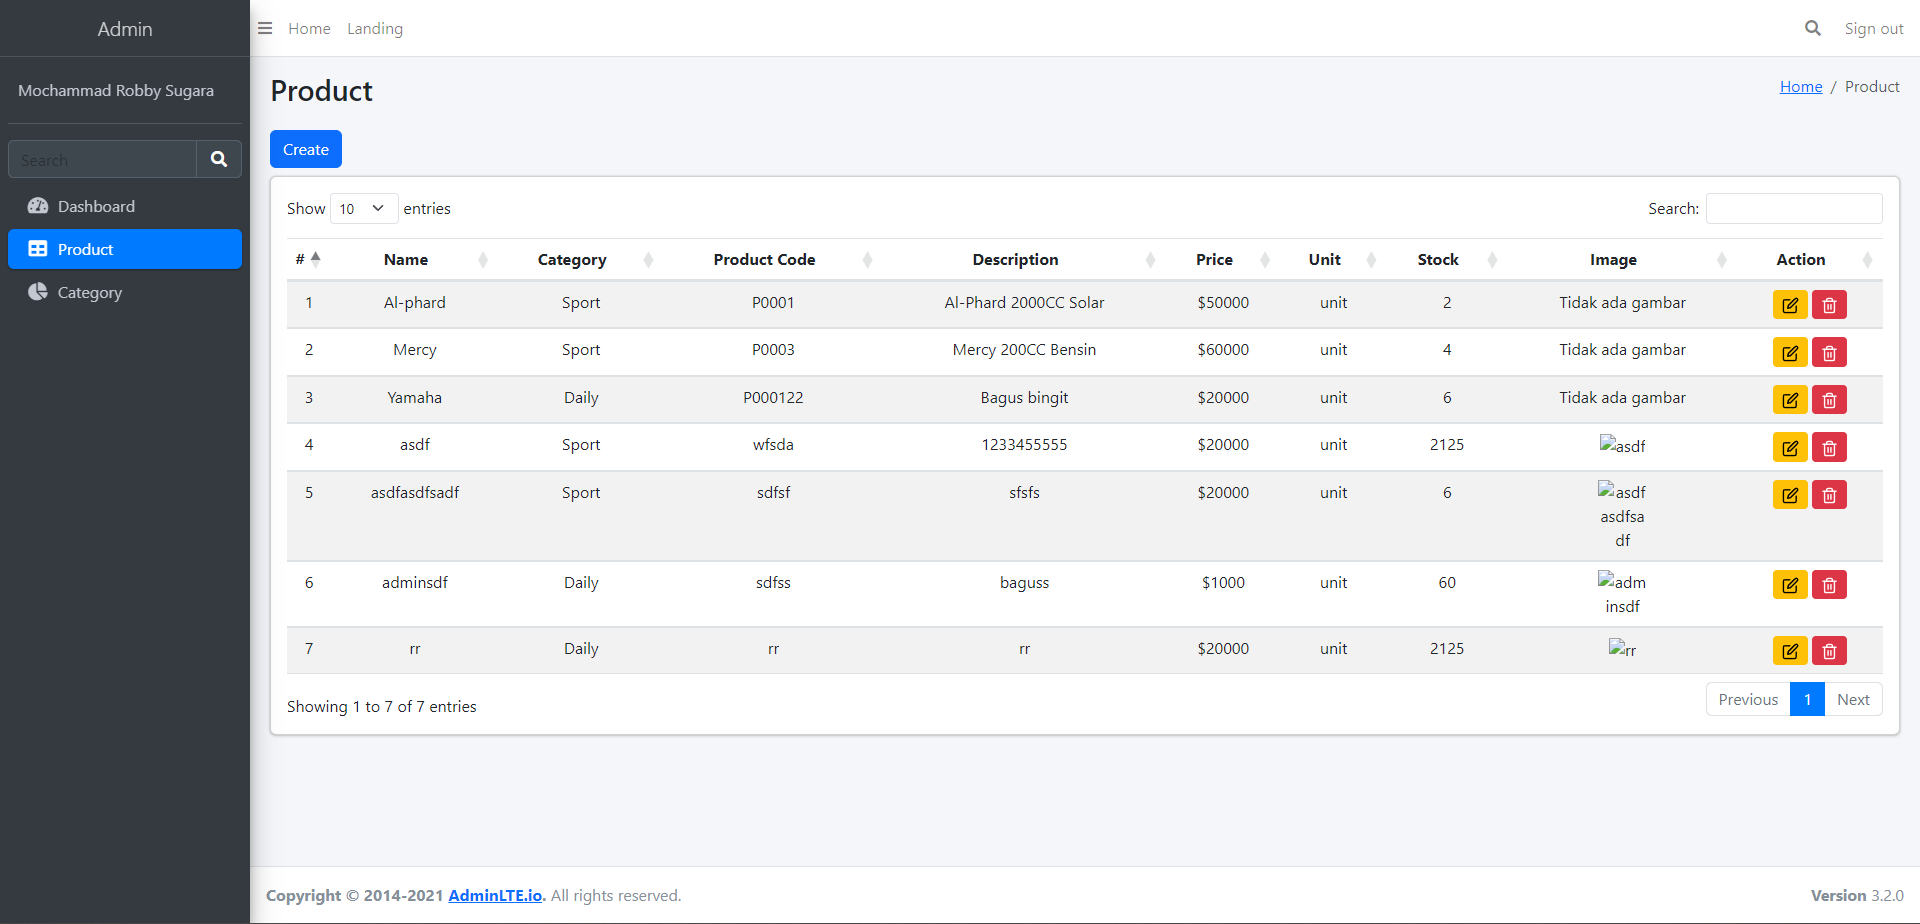 Admin
Home Landing
Sign out
Mochammad Robby Sugara
Search
Dashboard
Product
Category
Product
Home / Product
Create
Show 10 entries
Search:
# Name Category Product Code Description Price Unit Stock Image Action
1 Al-phard Sport P0001 Al-Phard 2000CC Solar $50000 unit 2 Tidak ada gambar
2 Mercy Sport P0003 Mercy 200CC Bensin $60000 unit 4 Tidak ada gambar
3 Yamaha Daily P000122 Bagus bingit $20000 unit 6 Tidak ada gambar
4 asdf Sport wfsda 1233455555 $20000 unit 2125 asdf
5 asdfasdfsadf Sport sdfsf sfsfs $20000 unit 6 asdf
asdfsa
df
6 adminsdf Daily sdfss baguss $1000 unit 60 adm
insdf
7 rr Daily rr rr $20000 unit 2125 rr
Showing 1 to 7 of 7 entries
Previous 1 Next
Copyright © 2014-2021 AdminLTE.io. All rights reserved.
Version 3.2.0